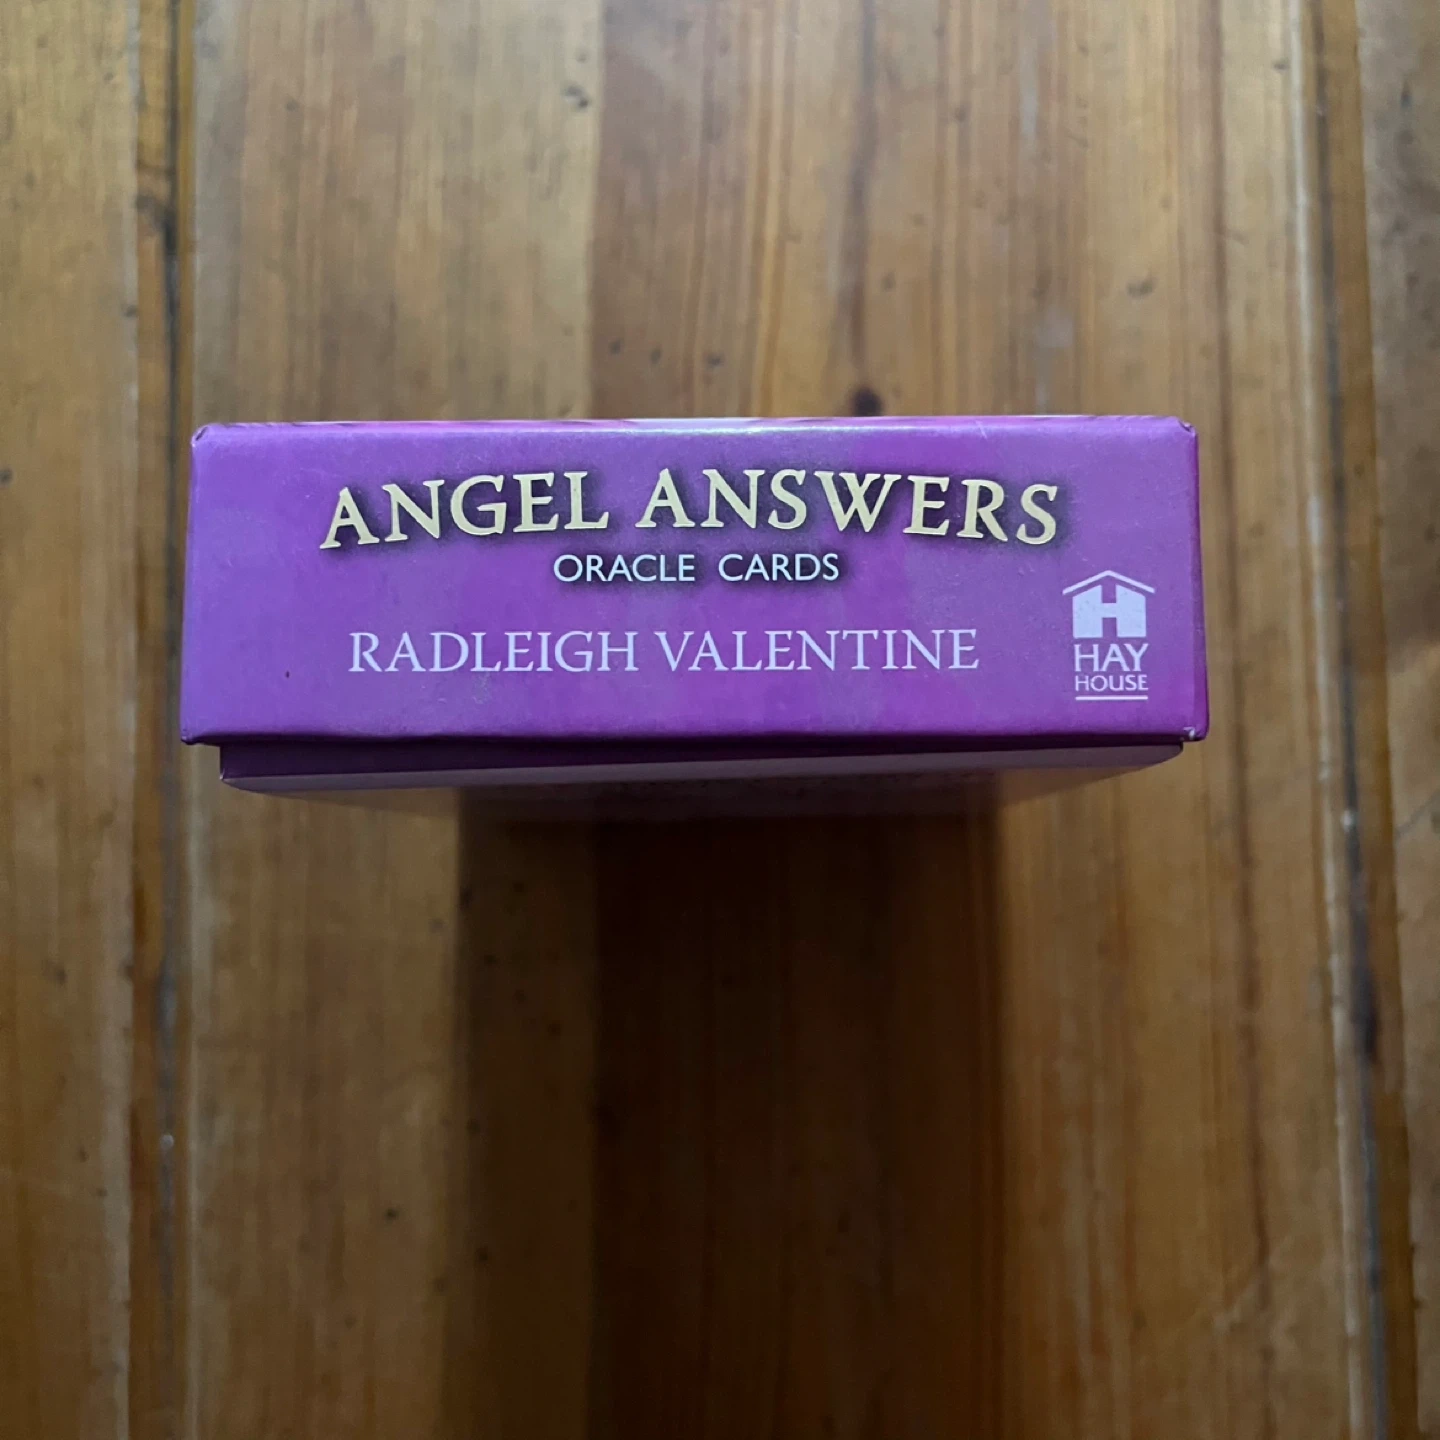 ANGEL ANSWERS
ORACLE CARDS
RADLEIGH VALENTINE
H
HAY
HOUSE